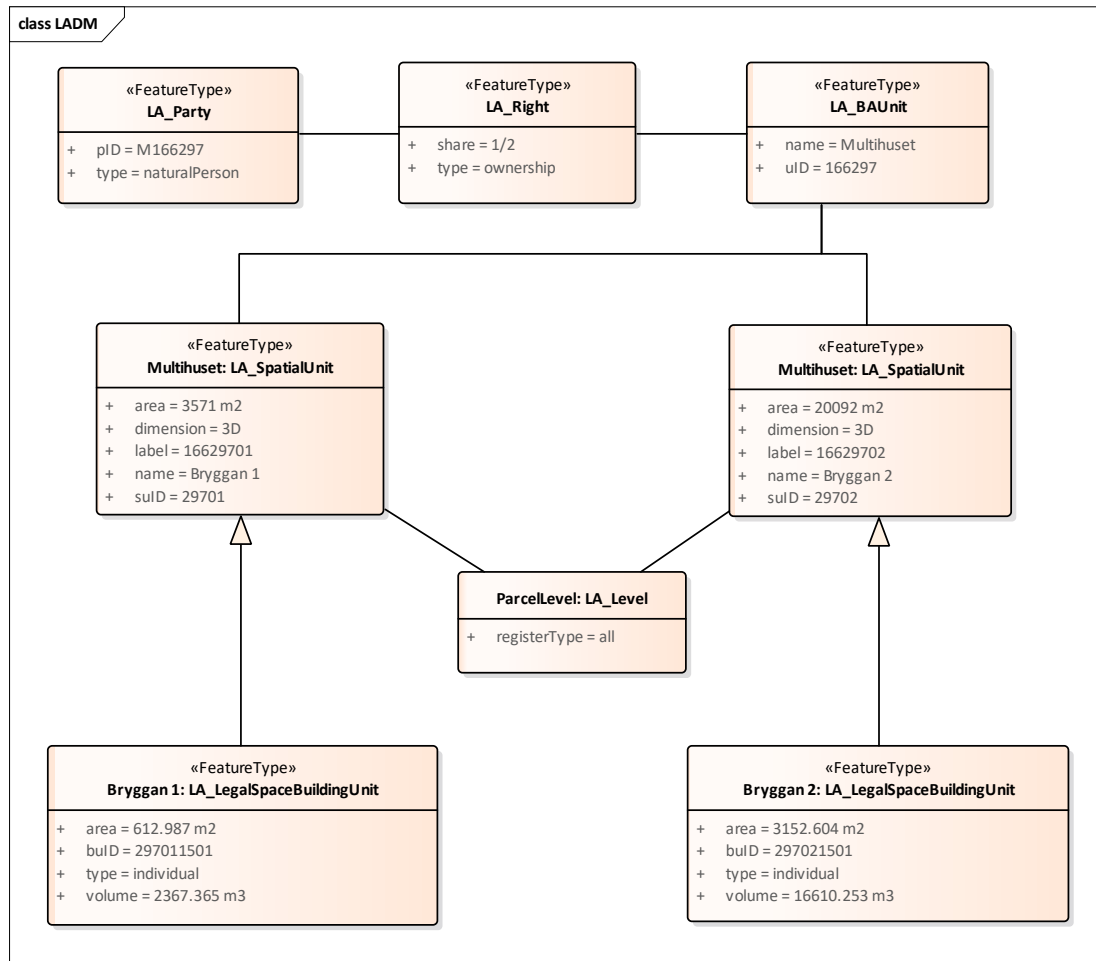 class LADM
«FeatureType»
LA_Party
+ pID = M166297
+ type = naturalPerson
«FeatureType»
LA_Right
+ share = 1/2
+ type = ownership
«FeatureType»
LA_BAUnit
+ name = Multihuset
+ uID = 166297
«FeatureType»
Multihuset: LA_SpatialUnit
+ area = 3571 m2
+ dimension = 3D
+ label = 16629701
+ name = Bryggan 1
+ suID = 29701
«FeatureType»
Multihuset: LA_SpatialUnit
+ area = 20092 m2
+ dimension = 3D
+ label = 16629702
+ name = Bryggan 2
+ suID = 29702
ParcelLevel: LA_Level
+ registerType = all
«FeatureType»
Bryggan 1: LA_LegalSpaceBuildingUnit
+ area = 612.987 m2
+ buID = 297011501
+ type = individual
+ volume = 2367.365 m3
«FeatureType»
Bryggan 2: LA_LegalSpaceBuildingUnit
+ area = 3152.604 m2
+ buID = 297021501
+ type = individual
+ volume = 16610.253 m3